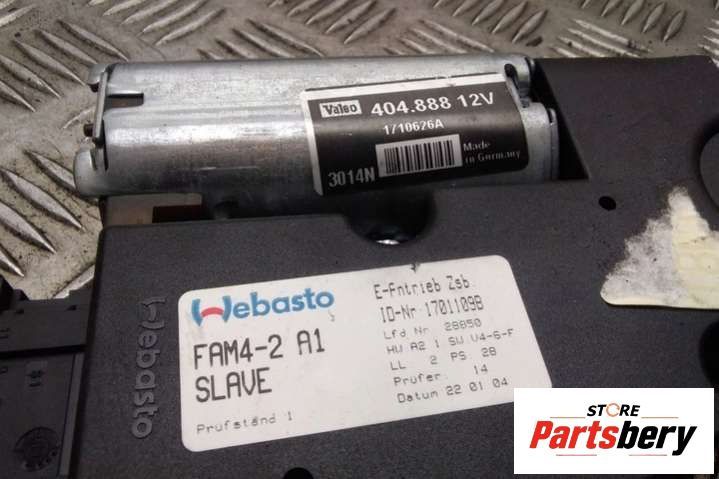 Valeo 404.888 12V
1710626A
3014N
Made
in Germany
Webasto
FAM4-2 A1
SLAVE
Prüfständ 1
E-Antrieb Zsb.
ID-Nr 1701109B
Lfd Nr 28850
HW A2 1 SW V4-6-F
LL 2 PS 28
Prüfer: 14
Datum 22 01 04
Webasto
STORE
Partsbery